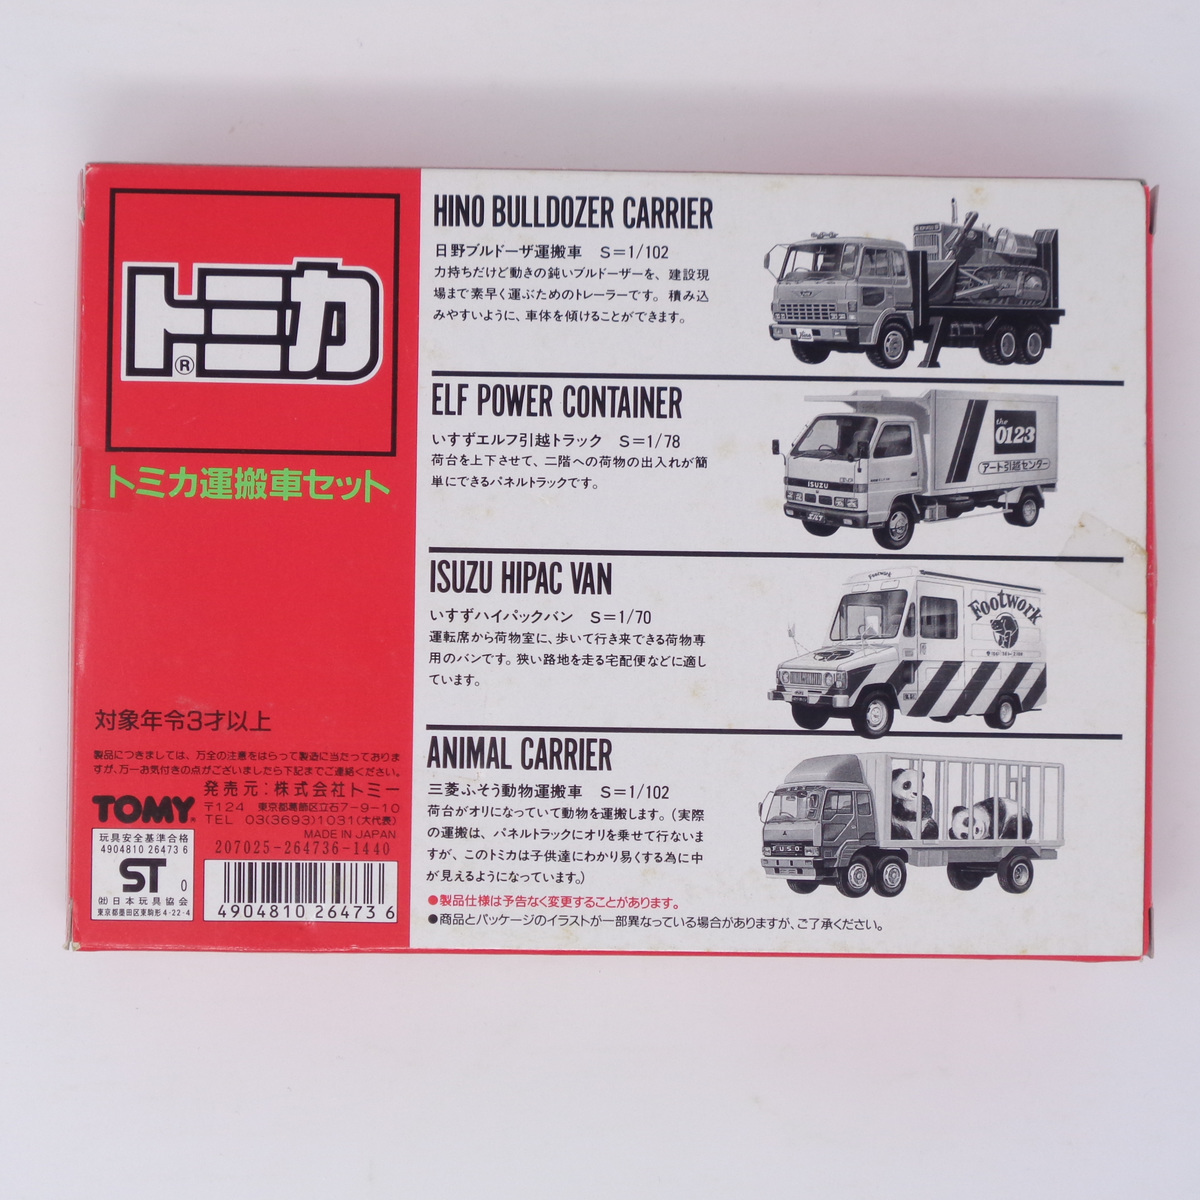 トミカ
®
トミカ運搬車セット
対象年令3才以上
製品につきましては、万全の注意をはらって製造に当たっておりま
すが、万一お気付きの点がございましたら下記までご連絡ください。
TOMY®
発売元：株式会社トミー
〒124 東京都葛飾区立石7-9-10
TEL 03(3693)1031(大代表)
MADE IN JAPAN
207025-264736-1440
玩具安全基準合格
4904810 26473 6
ST 0
㈳日本玩具協会
東京都墨田区東駒形4-22-4
4904810 264736
HINO BULLDOZER CARRIER
日野ブルドーザ運搬車 S=1/102
力持ちだけど動きの鈍いブルドーザーを、建設現
場まで素早く運ぶためのトレーラーです。積み込
みやすいように、車体を傾けることができます。
Hino
ELF POWER CONTAINER
いすゞエルフ引越トラック S=1/78
荷台を上下させて、二階への荷物の出入れが簡
単にできるパネルトラックです。
the 0123
アート引越センター
ISUZU
エルフ
ISUZU HIPAC VAN
いすゞハイパックバン S=1/70
運転席から荷物室に、歩いて行き来できる荷物専
用のバンです。狭い路地を走る宅配便などに適し
ています。
Footwork
Footwork
ANIMAL CARRIER
三菱ふそう動物運搬車 S=1/102
荷台がオリになっていて動物を運搬します。(実際
の運搬は、パネルトラックにオリを乗せて行ないま
すが、このトミカは子供達にわかり易くする為に中
が見えるようになっています。)
FUSO
●製品仕様は予告なく変更することがあります。
●商品とパッケージのイラストが一部異なっている場合がありますが、ご了承ください。